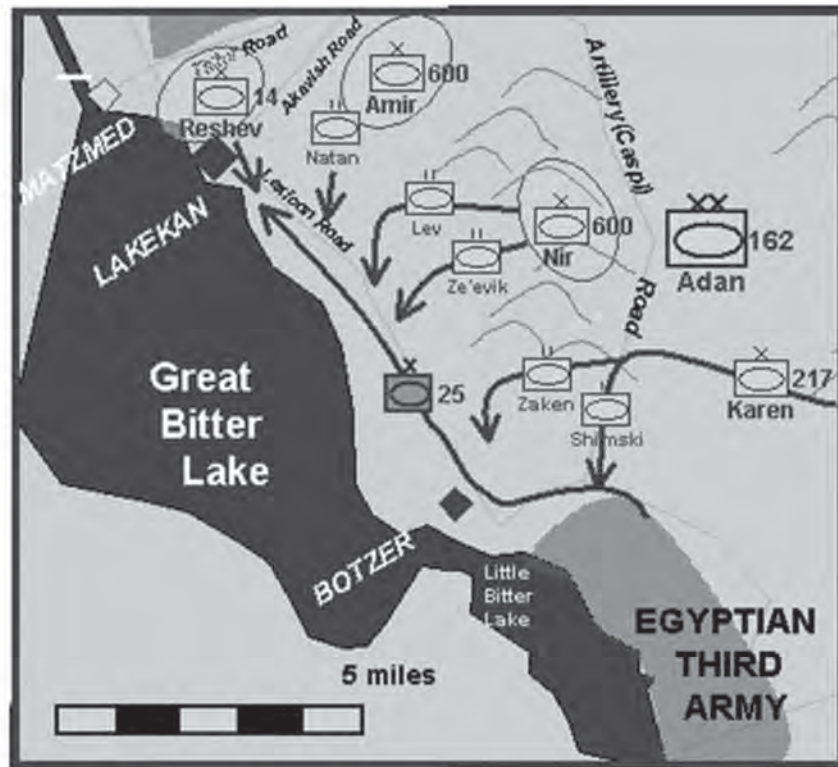 Road
Akavish Road
Artillery (Caspi)
Road
14
Reshev
600
Amir
Natan
MATZMED
LAKEKAN
Lexicon Road
Lev
600
Nir
Ze'evik
162
Adan
25
Zaken
Shimski
217
Karen
Great
Bitter
Lake
BOTZER
Little
Bitter
Lake
EGYPTIAN
THIRD
ARMY
5 miles